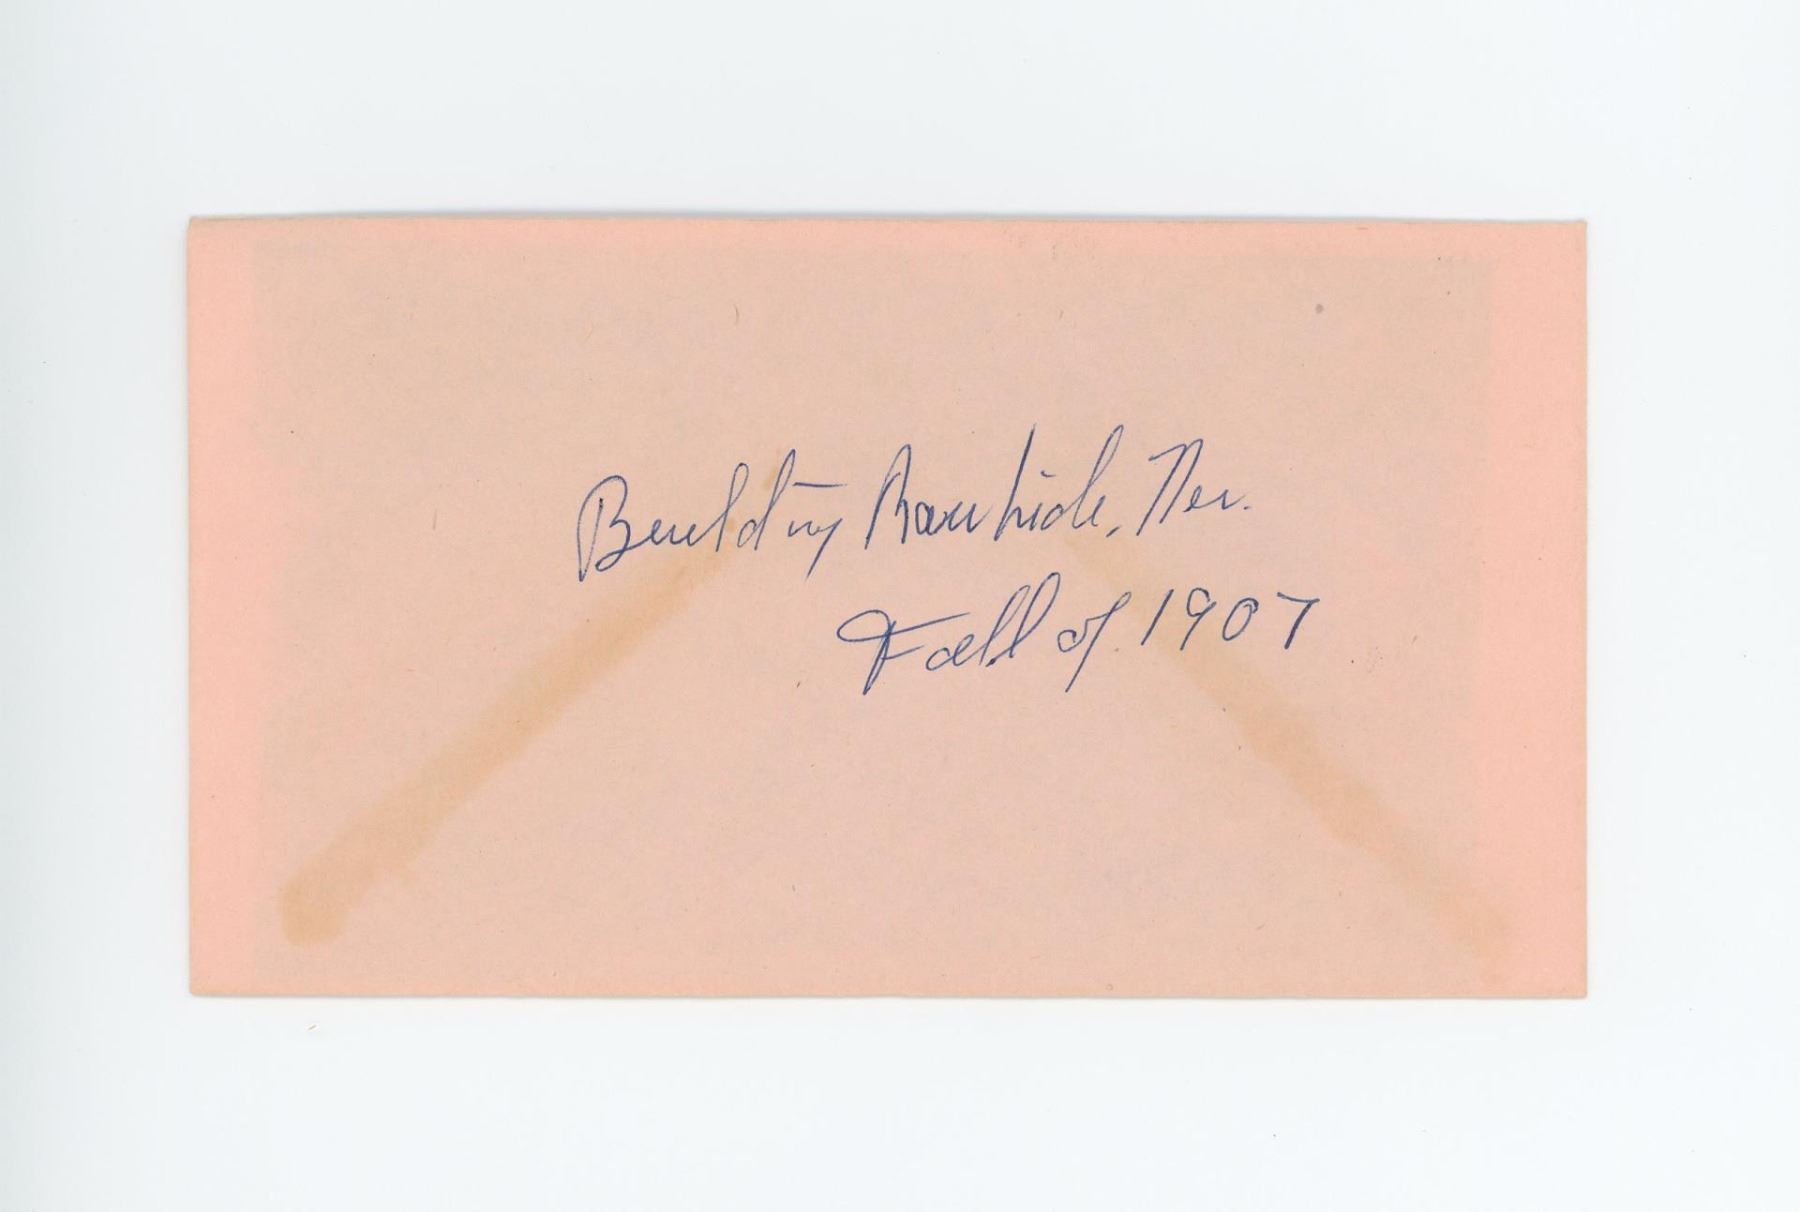 Building Rawhide, Nev.
Fall of 1907